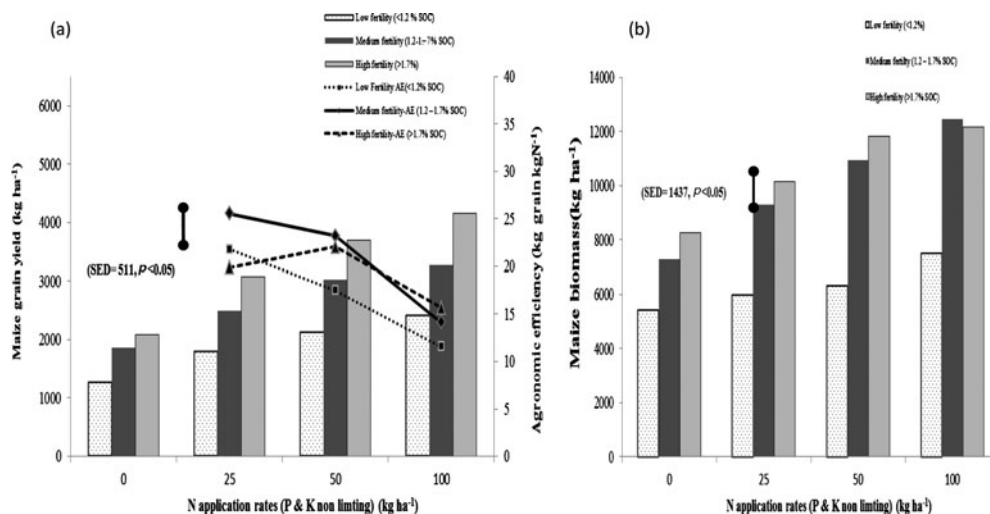 (a)
Low fertility (<1.2 % SOC)
Medium fertility (1.2-1.-7% SOC)
High fertility (>1.7%)
Low Fertility AE(<1.2% SOC)
Medium fertility-AE (1.2 – 1.7% SOC)
High fertility-AE (>1.7% SOC)
Maize grain yield (kg ha-1)
6000
5000
4000
3000
2000
1000
0
(SED= 511, P<0.05)
40
35
30
25
20
15
10
5
0
Agronomic efficiency (kg grain kgN-1)
0 25 50 100
N application rates (P & K non limting) (kg ha-1)
(b)
Low fertility (<1.2%)
Medium fertilty (1.2 – 1.7% SOC)
High fertility (>1.7% SOC)
Maize biomass(kg ha-1)
14000
12000
10000
8000
6000
4000
2000
0
(SED= 1437, P<0.05)
0 25 50 100
N application rates (P & K non limting) (kg ha-1)